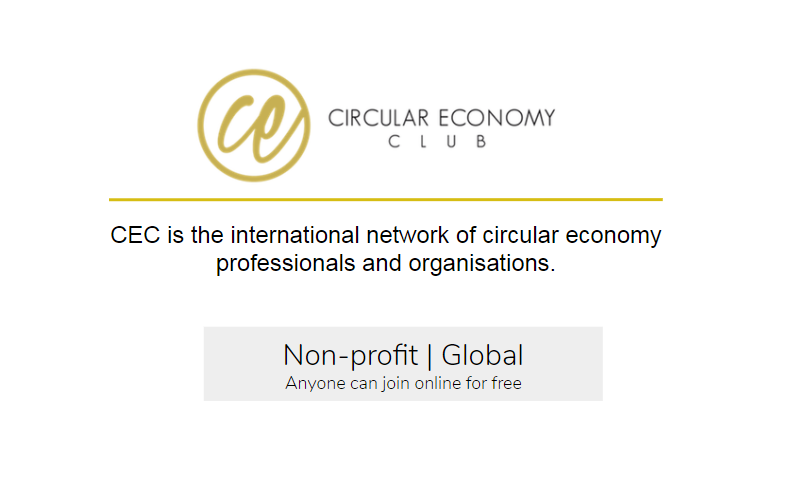 ce
CIRCULAR ECONOMY
CLUB
CEC is the international network of circular economy
professionals and organisations.
Non-profit | Global
Anyone can join online for free